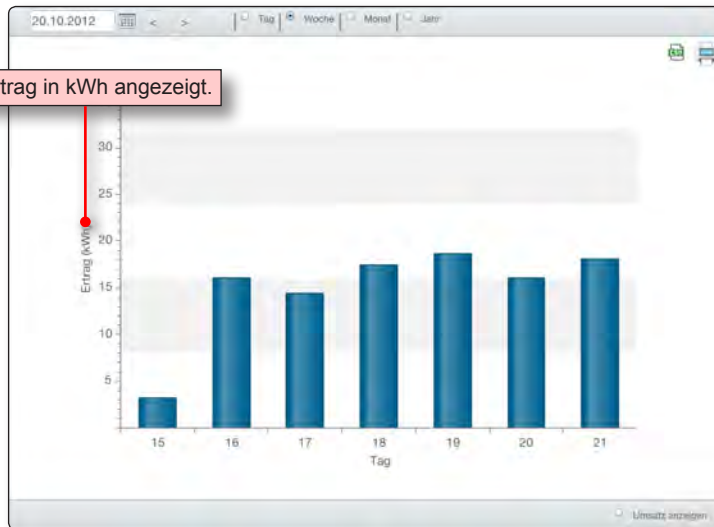 20.10.2012 < > Tag Woche Monat Jahr
trag in kWh angezeigt.
30
25
20
15
10
5
Ertrag (kWh)
15 16 17 18 19 20 21
Tag
Umsatz anzeigen